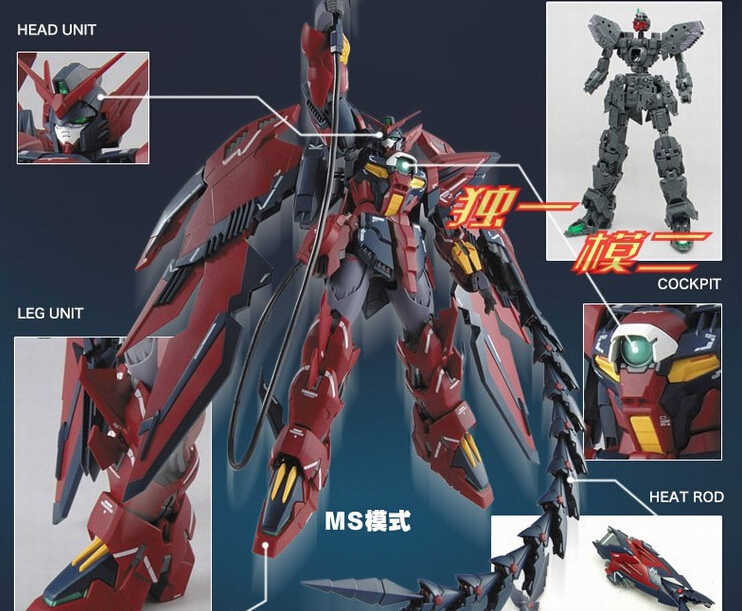 HEAD UNIT
独一
模二
COCKPIT
LEG UNIT
HEAT ROD
MS模式